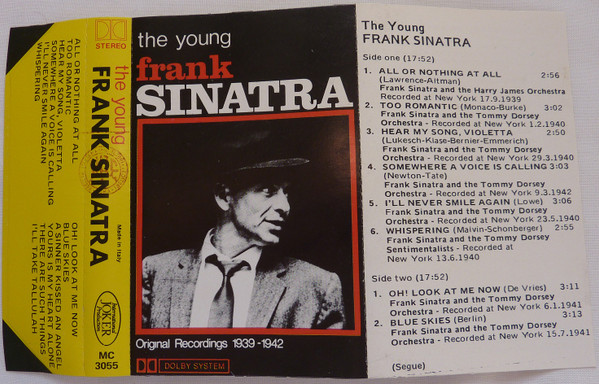 ALL OR NOTHING AT ALL
TOO ROMANTIC
HEAR MY SONG, VIOLETTA
SOMEWHERE A VOICE IS CALLING
I'LL NEVER SMILE AGAIN
WHISPERING
OH! LOOK AT ME NOW
BLUE SKIES
A SINNER KISSED AN ANGEL
YOURS IS MY HEART ALONE
THERE ARE SUCH THINGS
I'LL TAKE TALLULAH
STEREO
the young
FRANK SINATRA
Made in Italy
International
JOKER
Production
MC
3055
the young
frank
SINATRA
Orignal Recordings 1939-1942
DOLBY SYSTEM
The Young
FRANK SINATRA
Side one (17:52)
1. ALL OR NOTHING AT ALL 2:56
(Lawrence-Altman)
Frank Sinatra and the Harry James Orchestra
Recorded at New York 17.9.1939
2. TOO ROMANTIC (Monaco-Burke) 3:02
Frank Sinatra and the Tommy Dorsey
Orchestra - Recorded at New York 1.2.1940
3. HEAR MY SONG, VIOLETTA 2:50
(Lukesch-Klase-Bernier-Emmerich)
Frank Sinatra and the Tommy Dorsey
Orchestra - Recorded at New York 29.3.1940
4. SOMEWHERE A VOICE IS CALLING 3:03
(Newton-Tate)
Frank Sinatra and the Tommy Dorsey
Orchestra - Recorded at New York 9.3.1942
5. I'LL NEVER SMILE AGAIN (Lowe) 3:06
Frank Sinatra and the Tommy Dorsey
Orchestra - Recorded at New York 23.5.1940
6. WHISPERING (Malvin-Schonberger) 2:55
Frank Sinatra and the Tommy Dorsey
Sentimentalists - Recorded at
New York 13.6.1940
Side two (17:52)
1. OH! LOOK AT ME NOW (De Vries) 3:11
Frank Sinatra and the Tommy Dorsey
Orchestra - Recorded at New York 6.1.1941
2. BLUE SKIES (Berlin) 3:13
Frank Sinatra and the Tommy Dorsey
Orchestra - Recorded at New York 15.7.1941
(Segue)